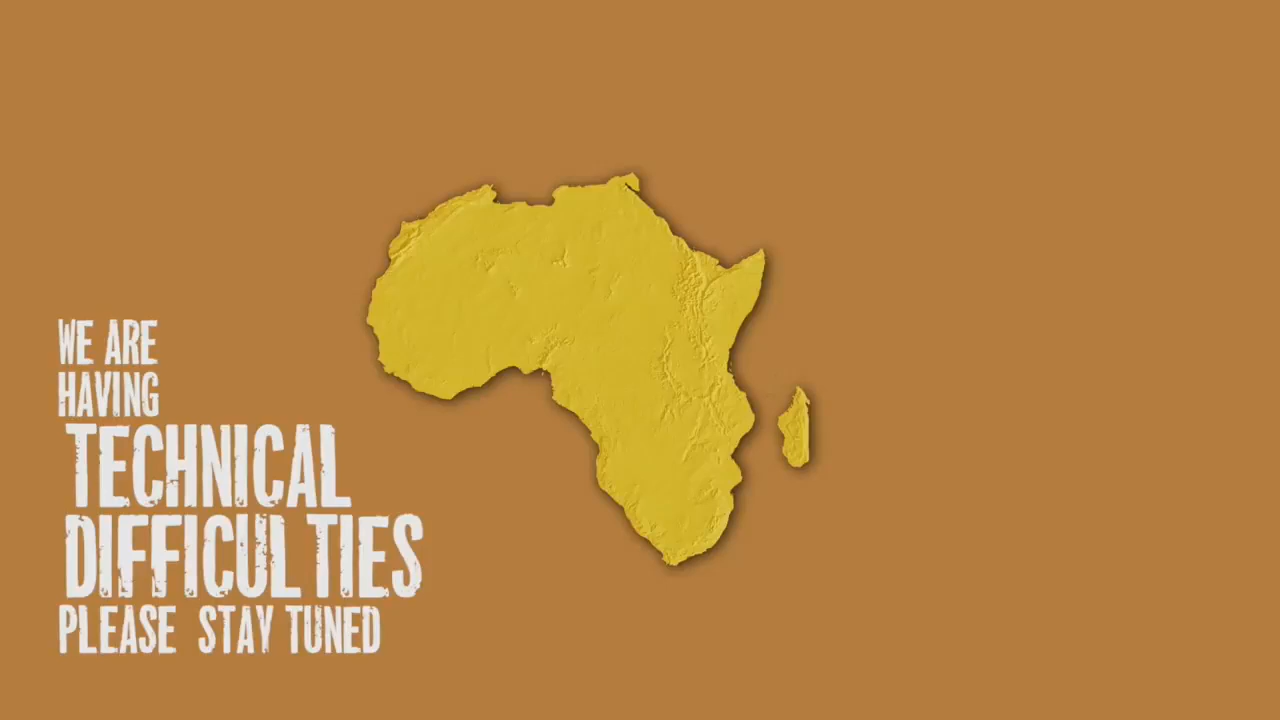 WE ARE
HAVING
TECHNICAL
DIFFICULTIES
PLEASE STAY TUNED